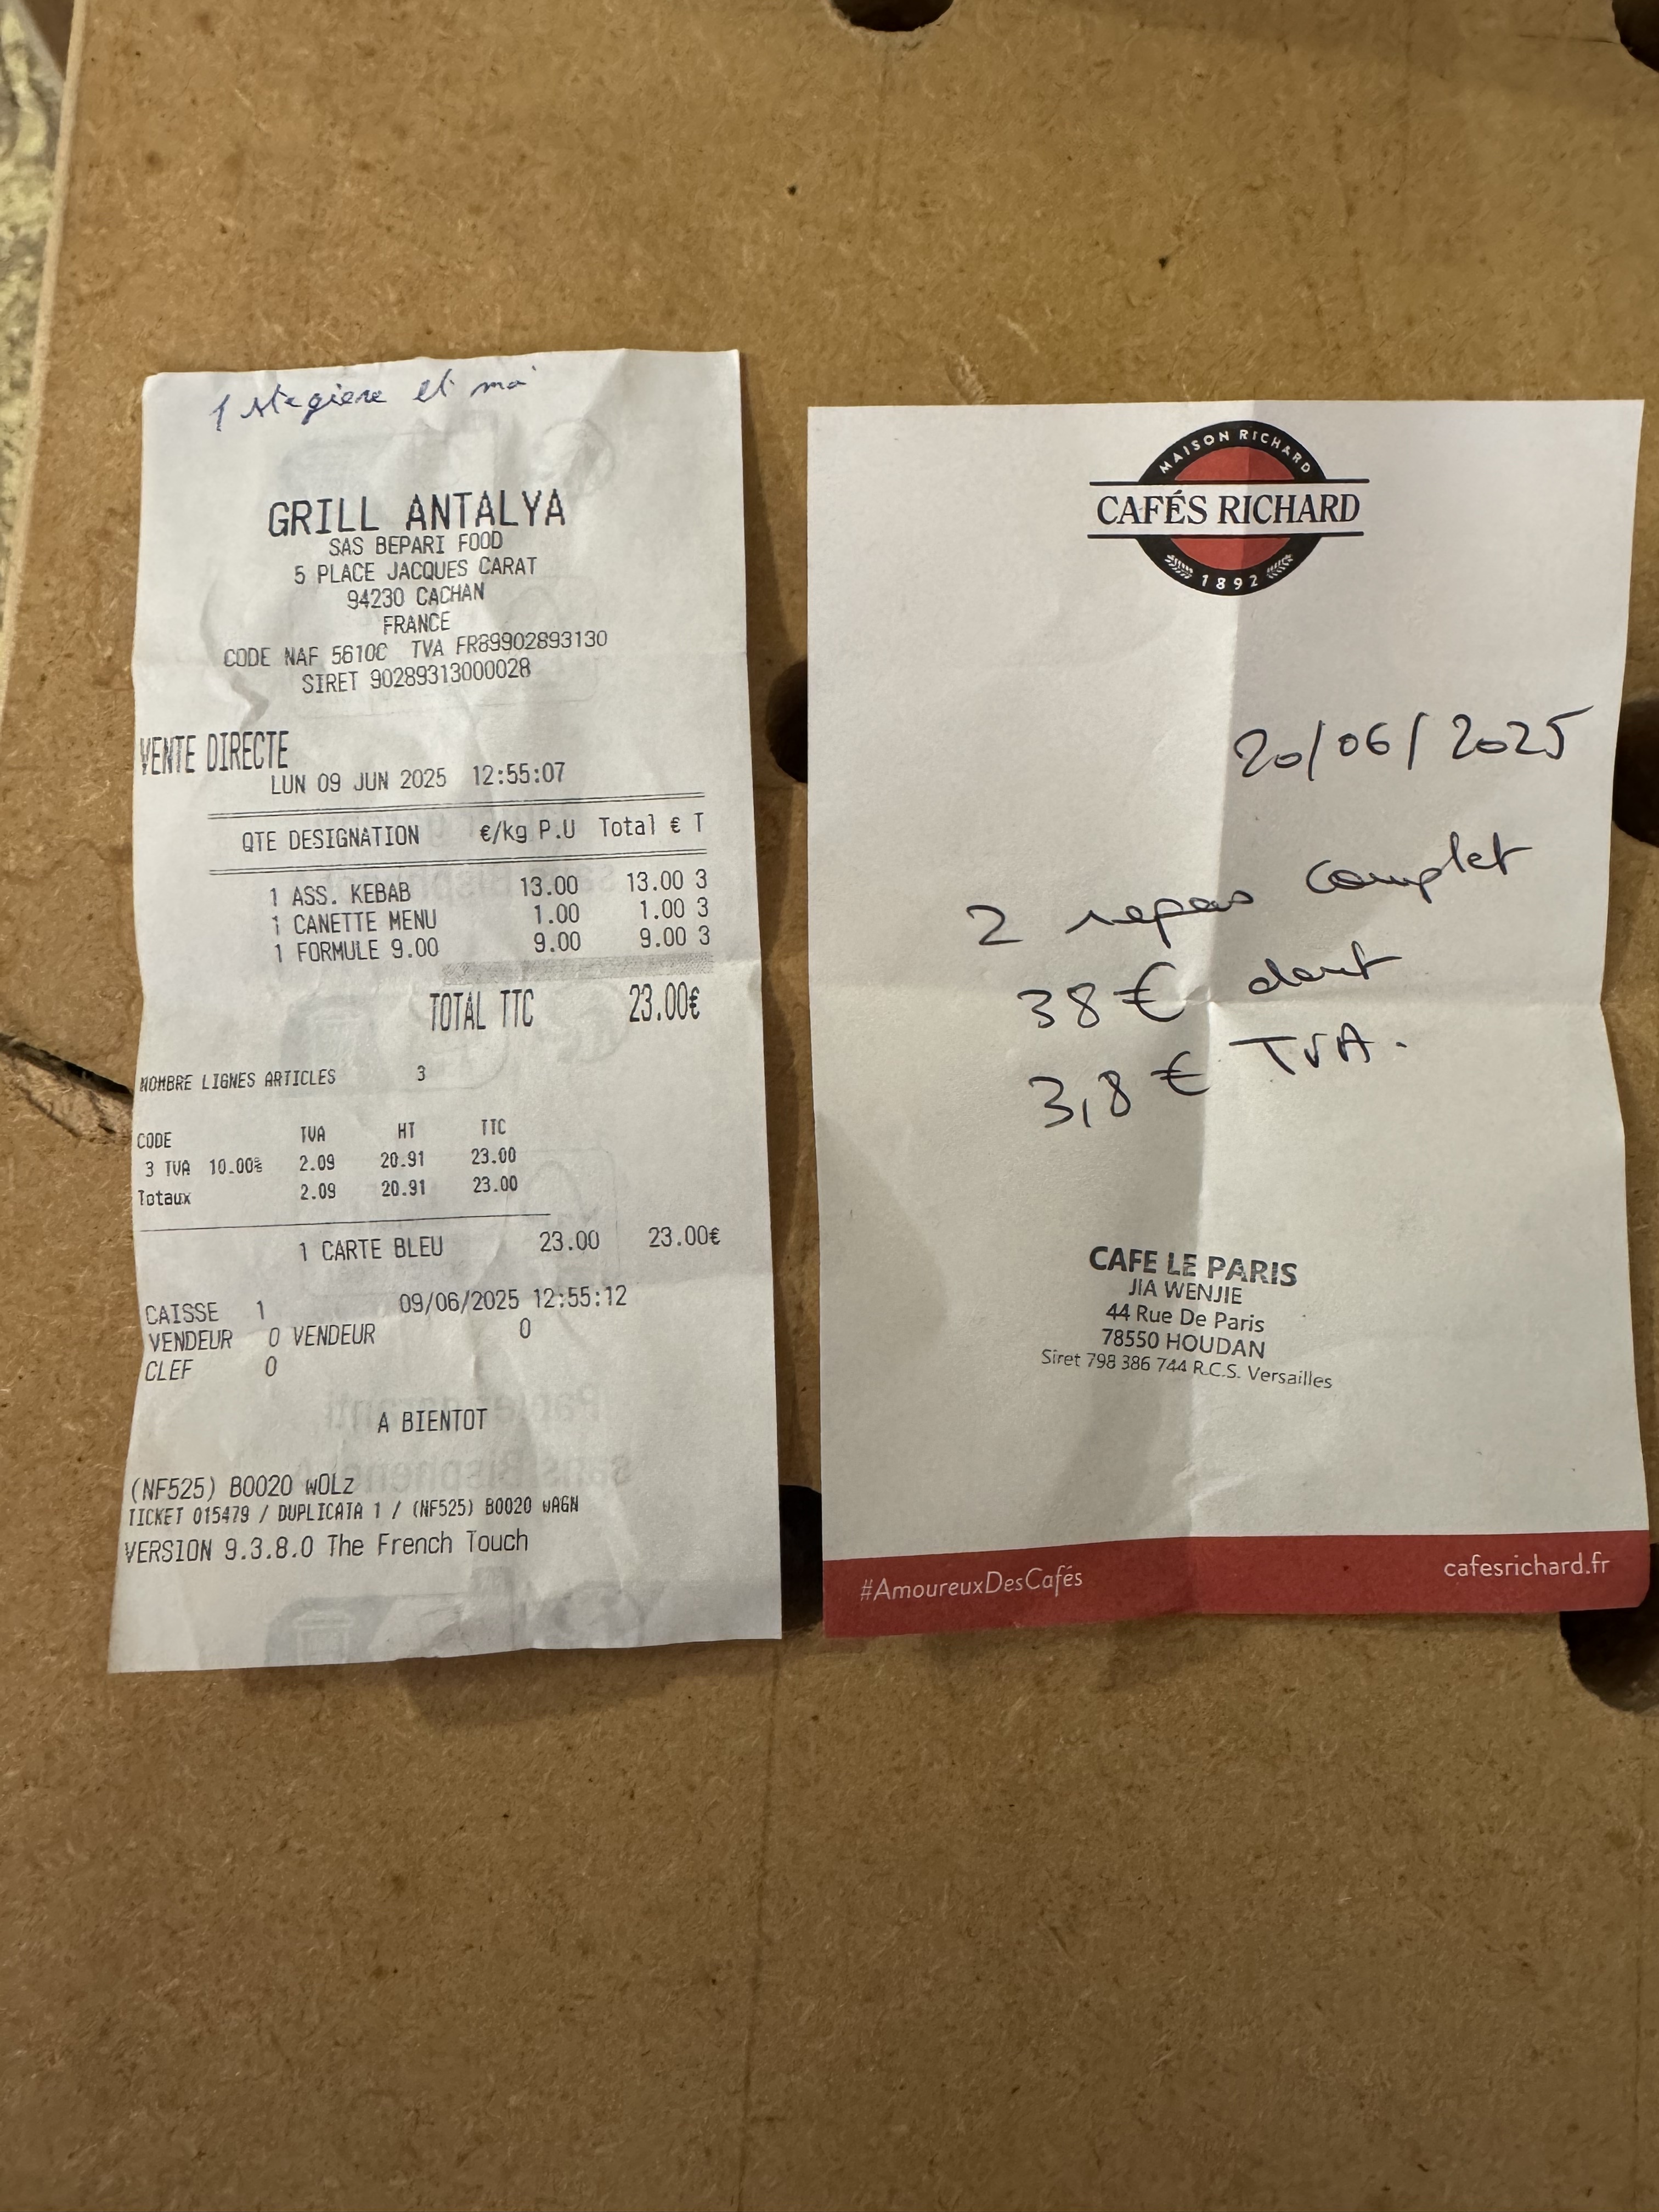 1 stagiere et moi
GRILL ANTALYA
SAS BEPARI FOOD
5 PLACE JACQUES CARAT
94230 CACHAN
FRANCE
CODE NAF 5610C TVA FR89902893130
SIRET 90289313000028
VENTE DIRECTE
LUN 09 JUN 2025 12:55:07
QTE DESIGNATION €/kg P.U Total € T
1 ASS. KEBAB 13.00 13.00 3
1 CANETTE MENU 1.00 1.00 3
1 FORMULE 9.00 9.00 9.00 3
TOTAL TTC 23.00€
NOMBRE LIGNES ARTICLES 3
CODE TVA HT TTC
3 TVA 10.00% 2.09 20.91 23.00
Totaux 2.09 20.91 23.00
1 CARTE BLEU 23.00 23.00€
CAISSE 1 09/06/2025 12:55:12
VENDEUR 0 VENDEUR 0
CLEF 0
A BIENTOT
(NF525) B0020 wOLz
TICKET 015479 / DUPLICATA 1 / (NF525) B0020 wAGN
VERSION 9.3.8.0 The French Touch
MAISON RICHARD
CAFÉS RICHARD
1892
20/06/2025
2 repas complet
38€ dont
3,8€ TVA.
CAFE LE PARIS
JIA WENJIE
44 Rue De Paris
78550 HOUDAN
Siret 798 386 744 R.C.S. Versailles
#AmoureuxDesCafés
cafesrichard.fr